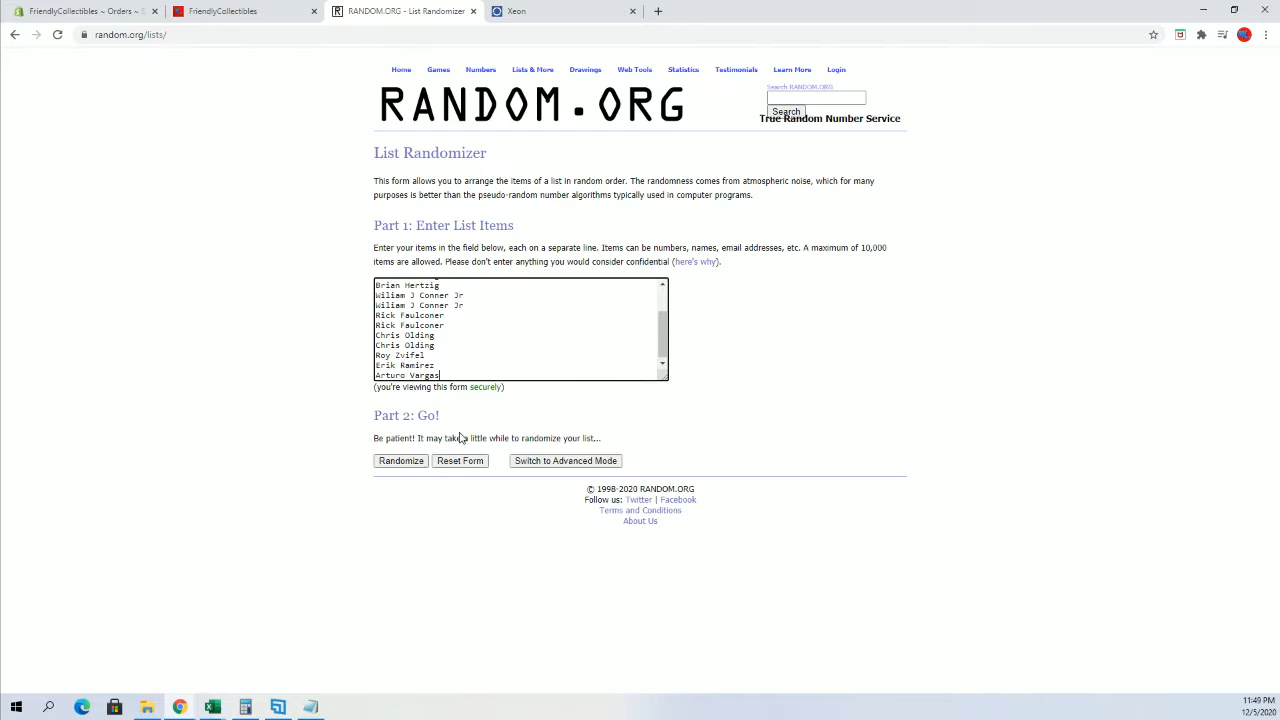 FriendlyCollectibles ~ Orders ~ S
FriendlyCollectibles
RANDOM.ORG - List Randomizer
Xeon
random.org/lists/
Home Games Numbers Lists & More Drawings Web Tools Statistics Testimonials Learn More Login
RANDOM.ORG
Search RANDOM.ORG
Search
True Random Number Service
List Randomizer
This form allows you to arrange the items of a list in random order. The randomness comes from atmospheric noise, which for many
purposes is better than the pseudo-random number algorithms typically used in computer programs.
Part 1: Enter List Items
Enter your items in the field below, each on a separate line. Items can be numbers, names, email addresses, etc. A maximum of 10,000
items are allowed. Please don't enter anything you would consider confidential (here's why).
Brian Hertzig
Wiliam J Conner Jr
Wiliam J Conner Jr
Rick Faulconer
Rick Faulconer
Chris Olding
Chris Olding
Roy Zvifel
Erik Ramirez
Arturo Vargas
(you're viewing this form securely)
Part 2: Go!
Be patient! It may take a little while to randomize your list...
Randomize Reset Form Switch to Advanced Mode
© 1998-2020 RANDOM.ORG
Follow us: Twitter | Facebook
Terms and Conditions
About Us
11:49 PM
12/5/2020